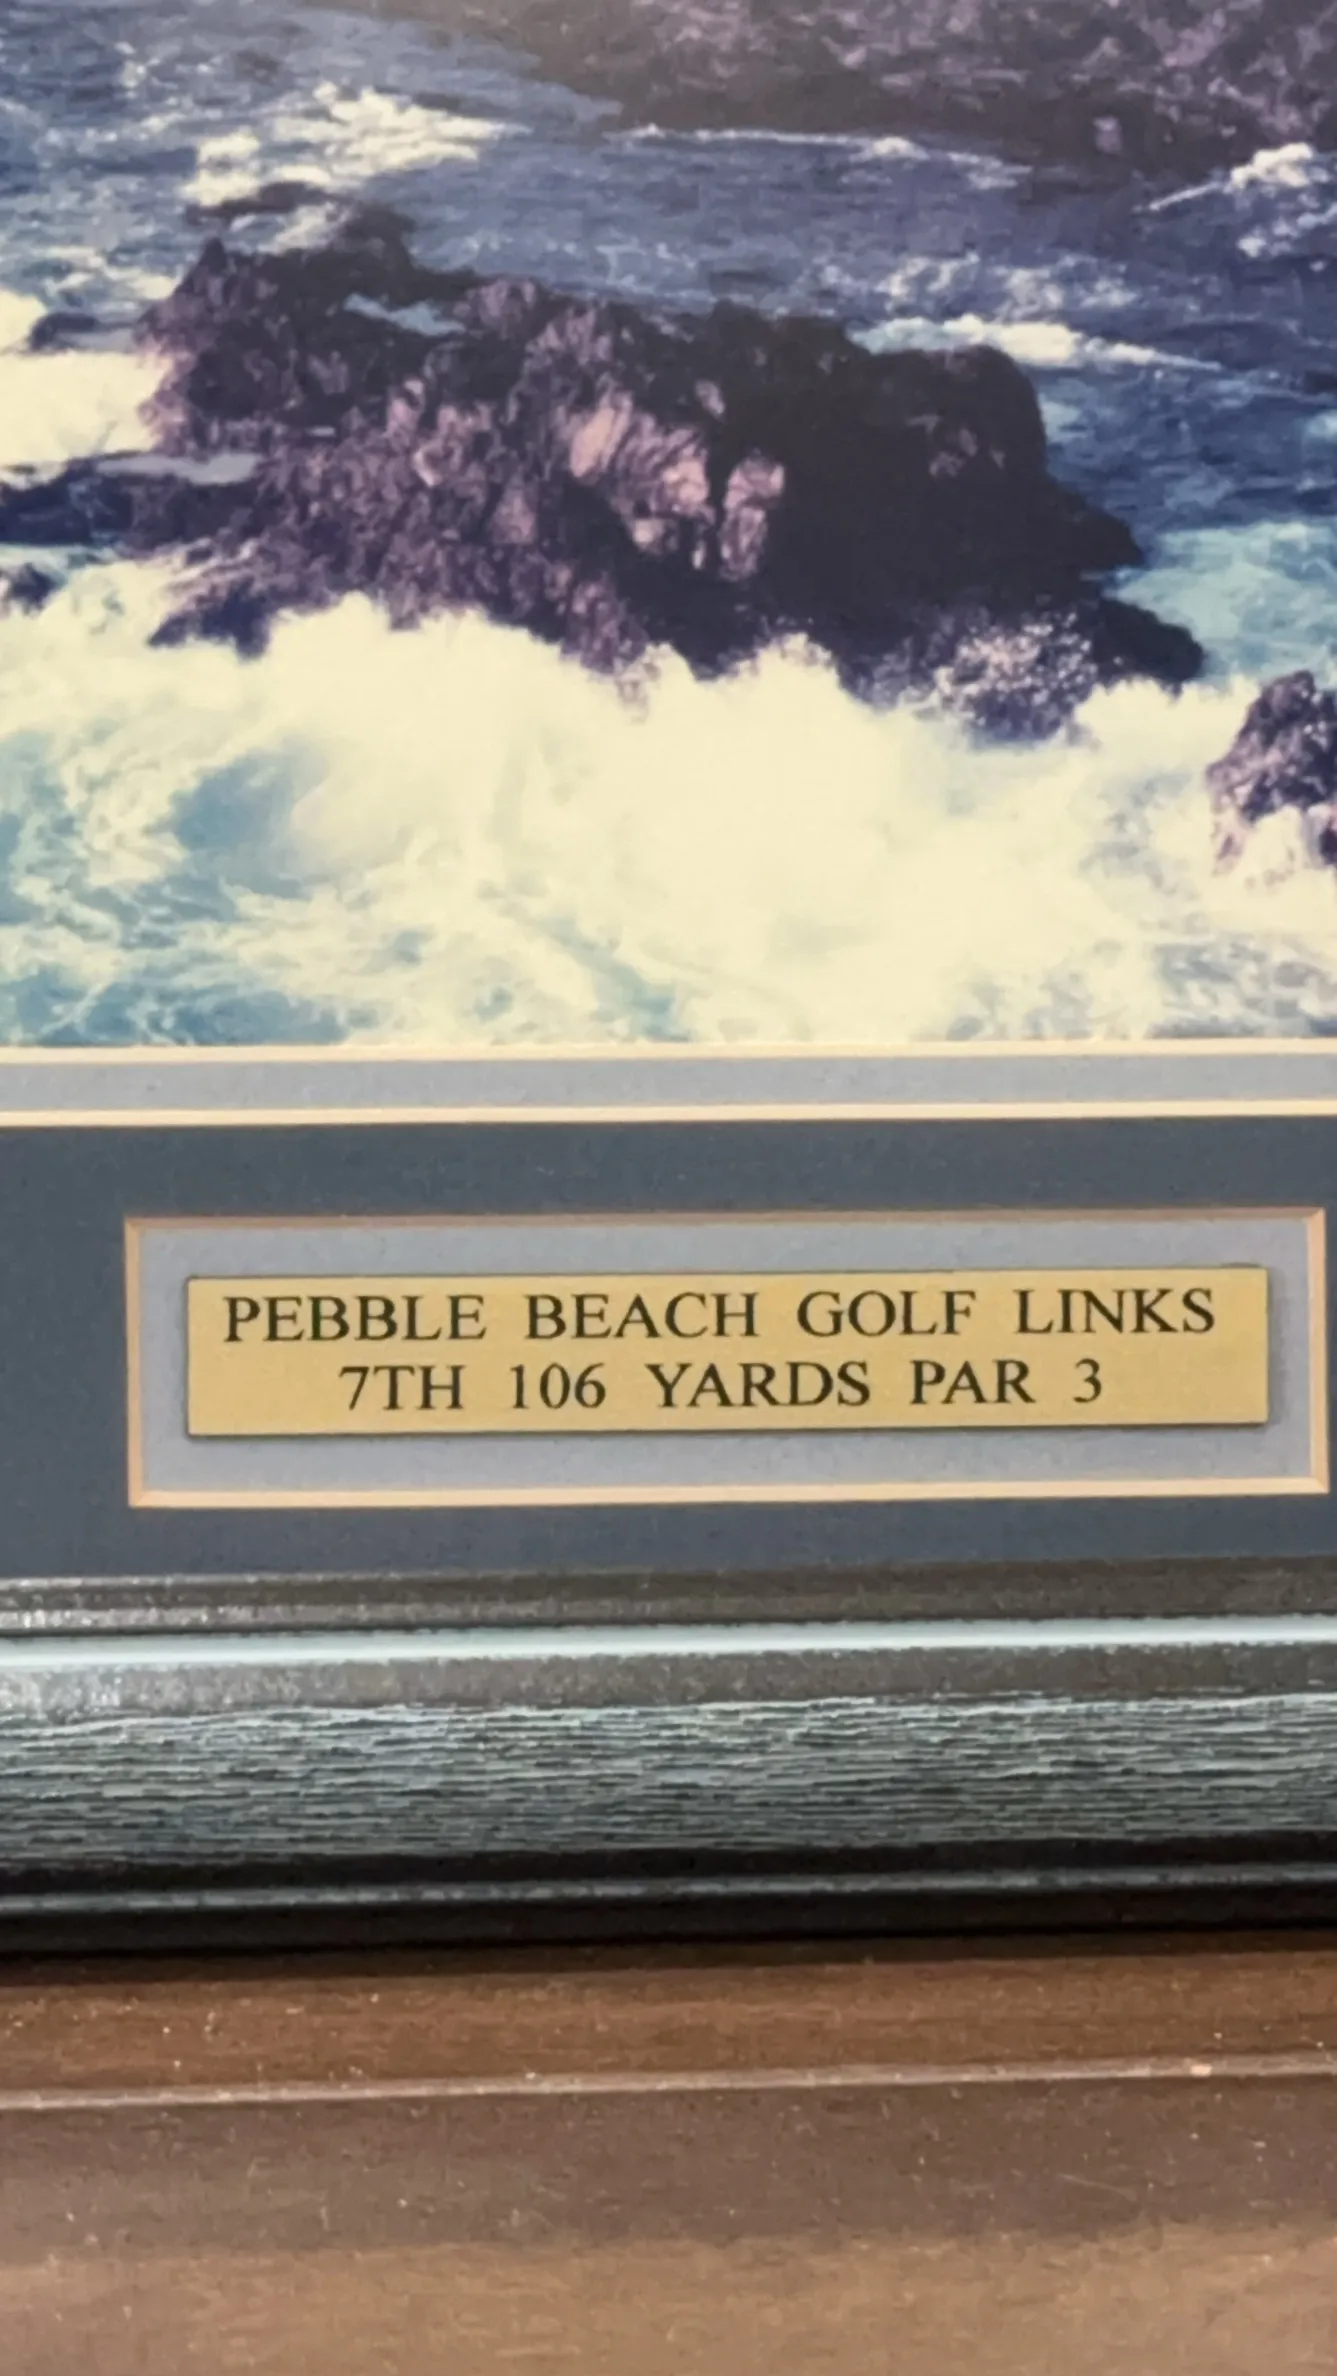 PEBBLE BEACH GOLF LINKS
7TH 106 YARDS PAR 3